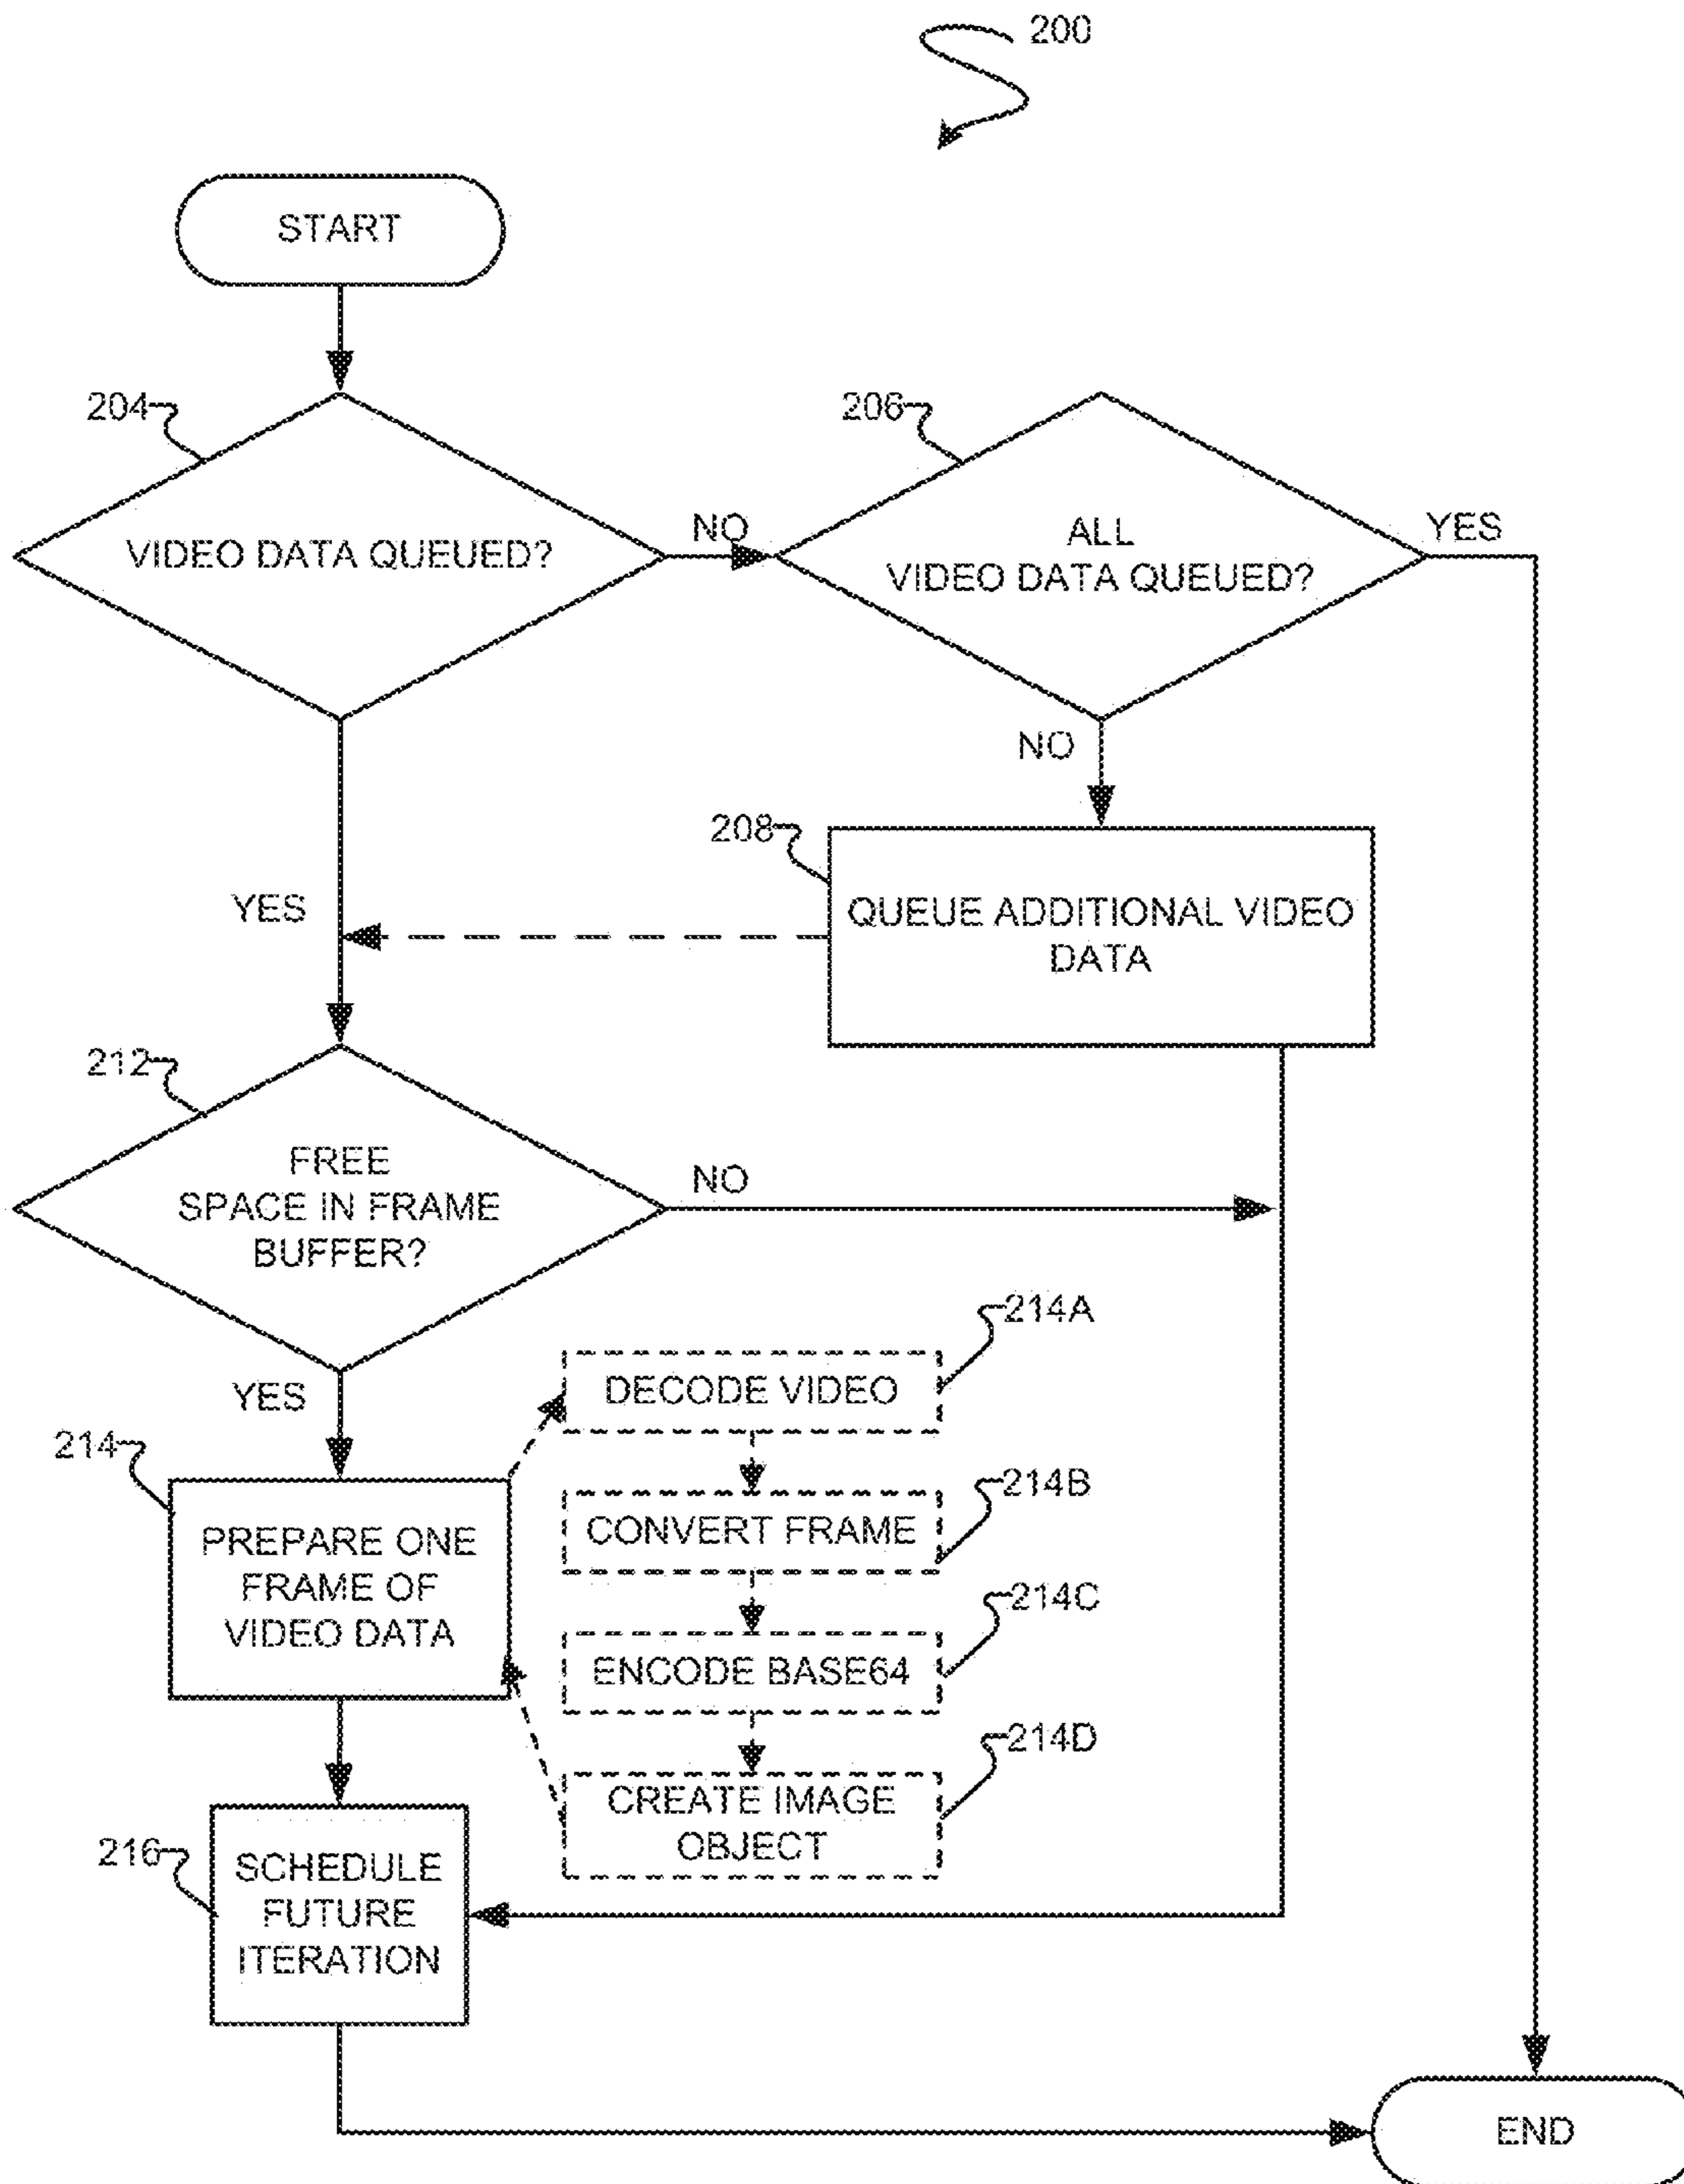 200
START
204
206
VIDEO DATA QUEUED?
NO
ALL
VIDEO DATA QUEUED?
YES
NO
208
QUEUE ADDITIONAL VIDEO
DATA
YES
212
FREE
SPACE IN FRAME
BUFFER?
NO
YES
214A
DECODE VIDEO
214
214B
CONVERT FRAME
PREPARE ONE
FRAME OF
VIDEO DATA
214C
ENCODE BASE64
214D
CREATE IMAGE
OBJECT
216
SCHEDULE
FUTURE
ITERATION
END